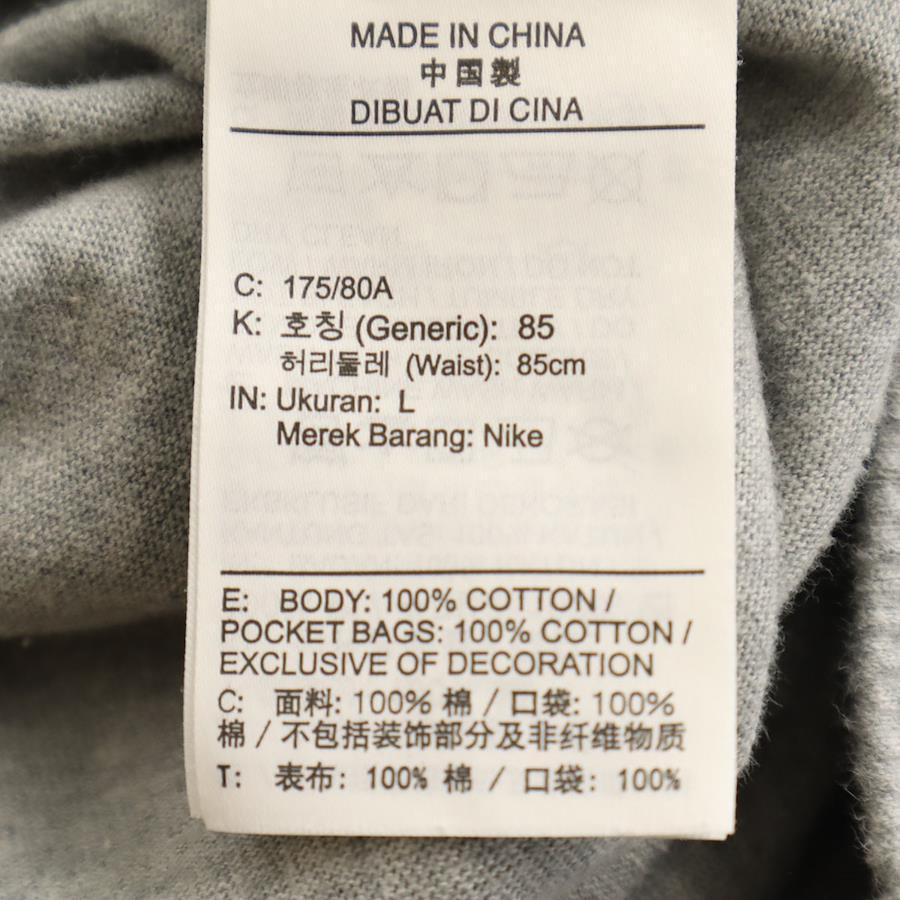 MADE IN CHINA
中国製
DIBUAT DI CINA
C: 175/80A
K: 호칭 (Generic): 85
허리둘레 (Waist): 85cm
IN: Ukuran: L
Merek Barang: Nike
E: BODY: 100% COTTON /
POCKET BAGS: 100% COTTON /
EXCLUSIVE OF DECORATION
C: 面料: 100% 棉 / 口袋: 100%
棉 / 不包括装饰部分及非纤维物质
T: 表布: 100% 棉 / 口袋: 100%